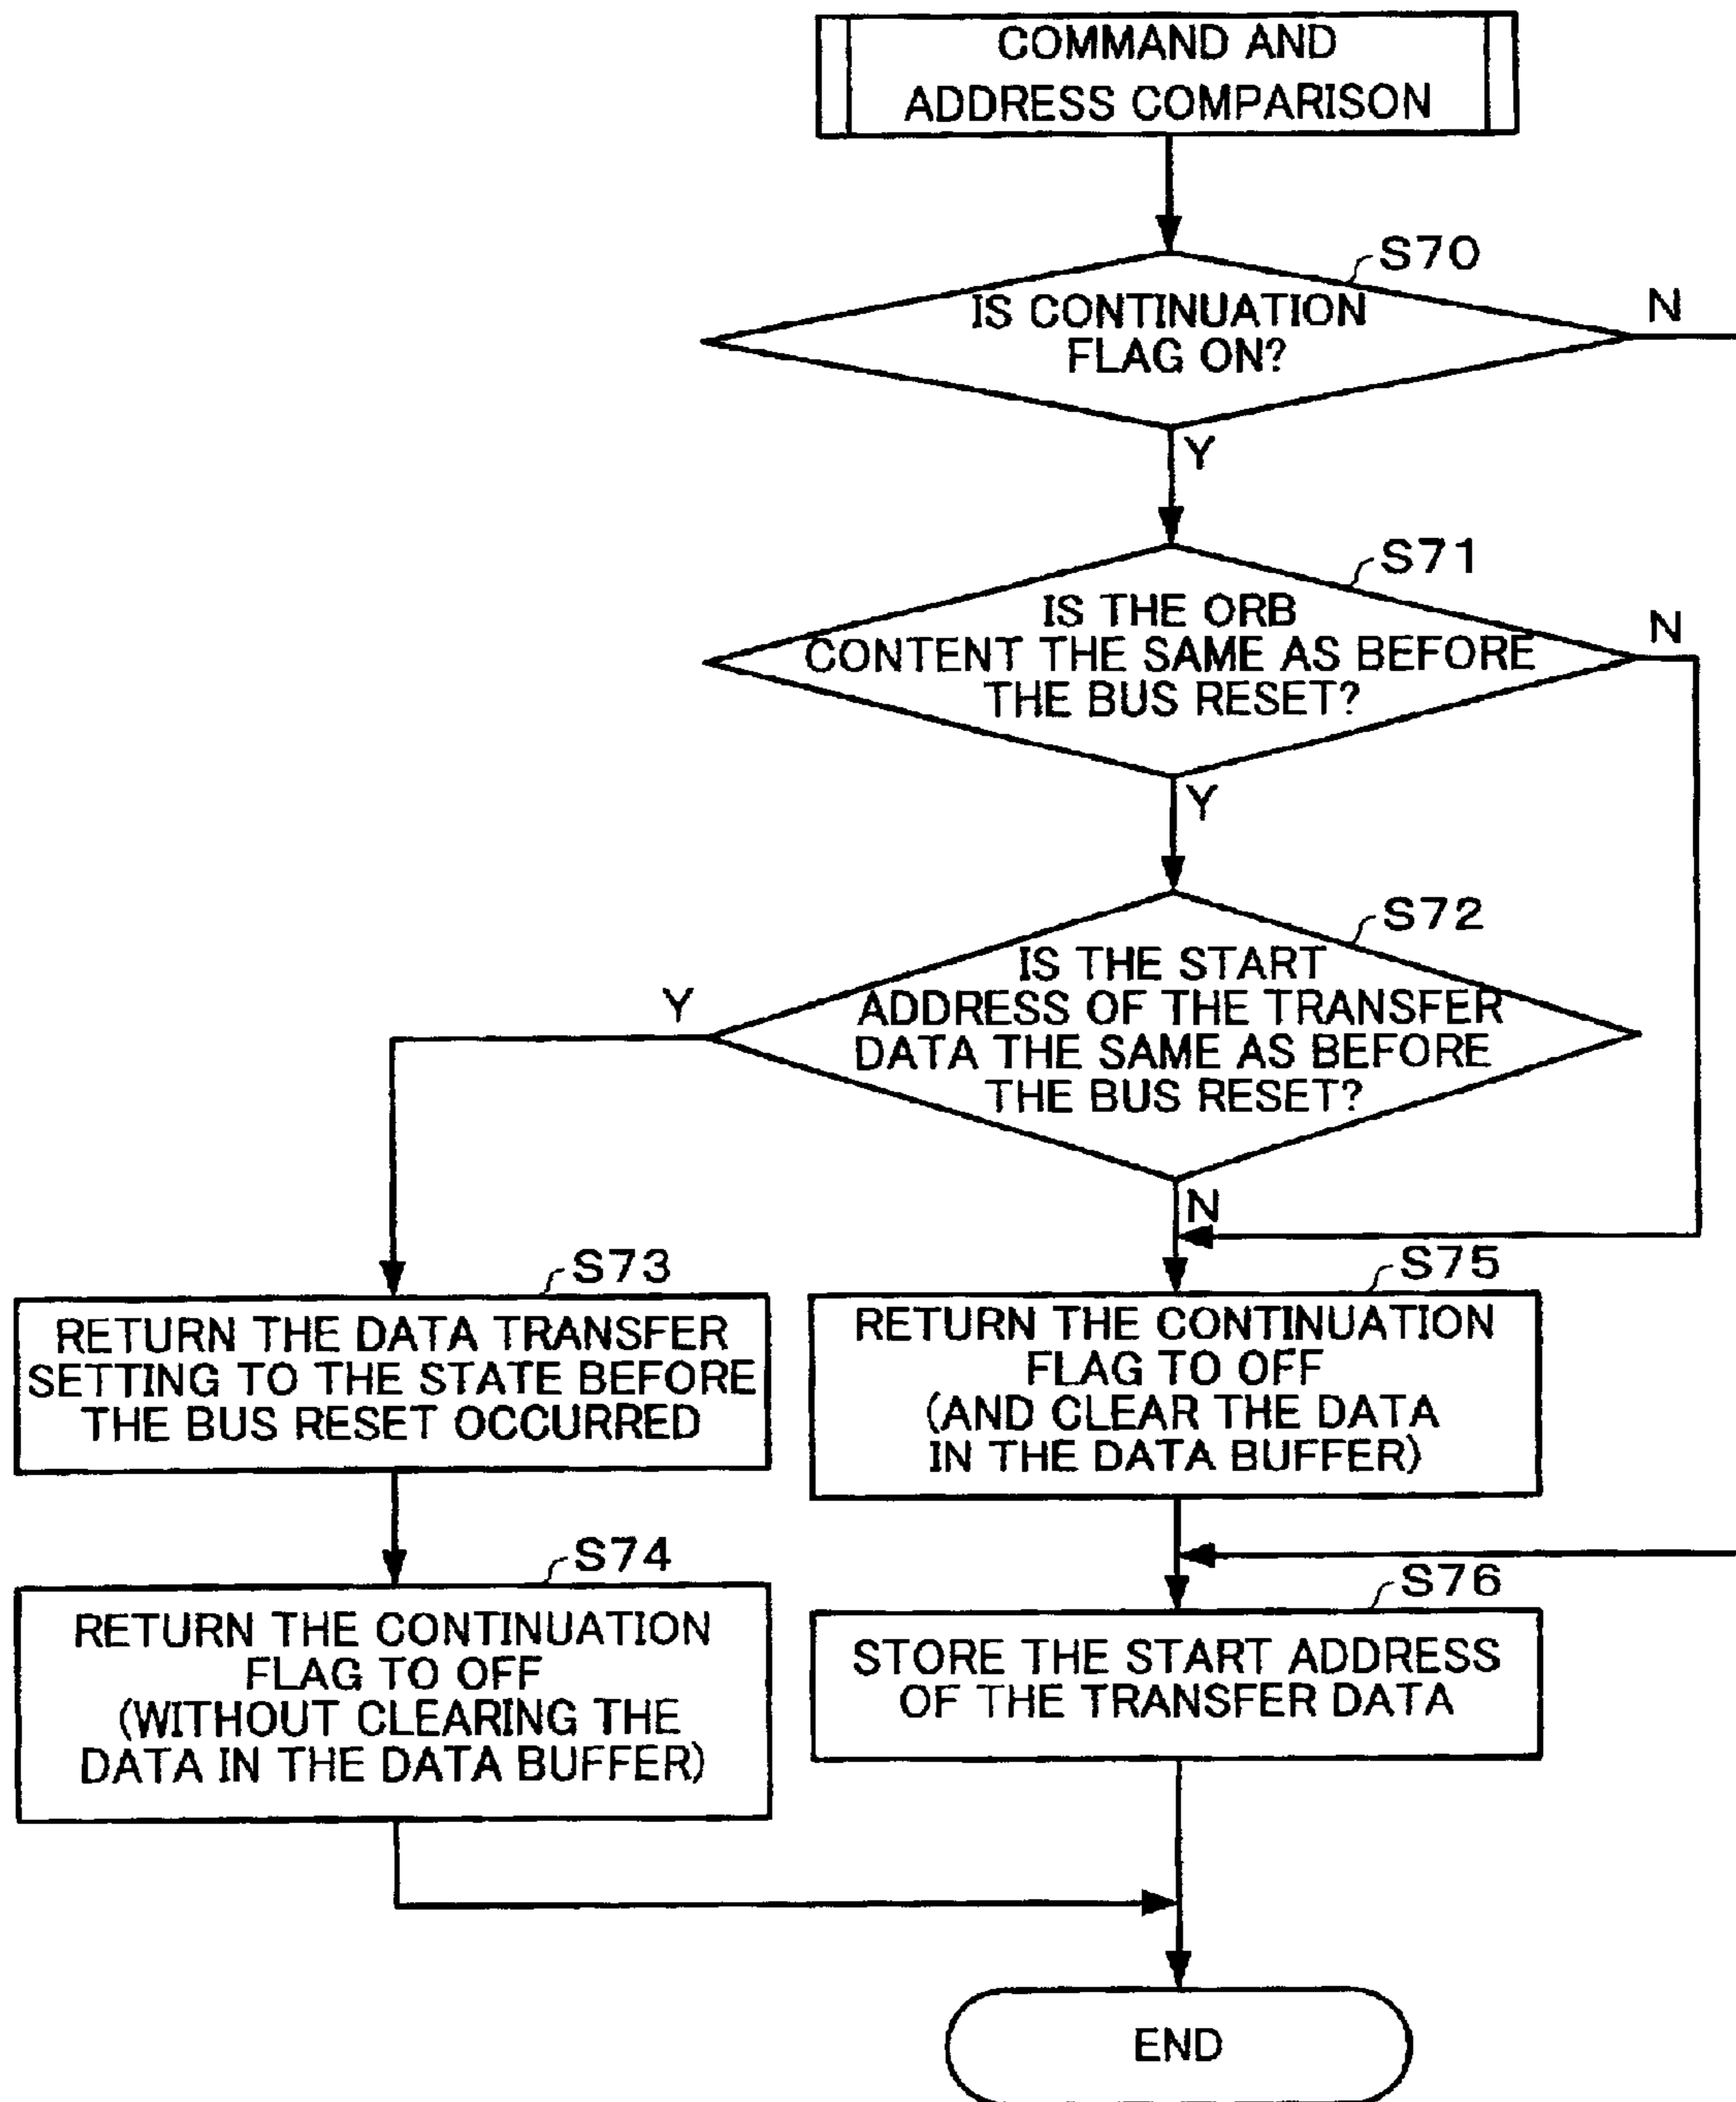 COMMAND AND
ADDRESS COMPARISON
S70
IS CONTINUATION
FLAG ON?
N
Y
S71
IS THE ORB
CONTENT THE SAME AS BEFORE
THE BUS RESET?
N
Y
S72
IS THE START
ADDRESS OF THE TRANSFER
DATA THE SAME AS BEFORE
THE BUS RESET?
Y
N
S73
RETURN THE DATA TRANSFER
SETTING TO THE STATE BEFORE
THE BUS RESET OCCURRED
S75
RETURN THE CONTINUATION
FLAG TO OFF
(AND CLEAR THE DATA
IN THE DATA BUFFER)
S74
RETURN THE CONTINUATION
FLAG TO OFF
(WITHOUT CLEARING THE
DATA IN THE DATA BUFFER)
S76
STORE THE START ADDRESS
OF THE TRANSFER DATA
END